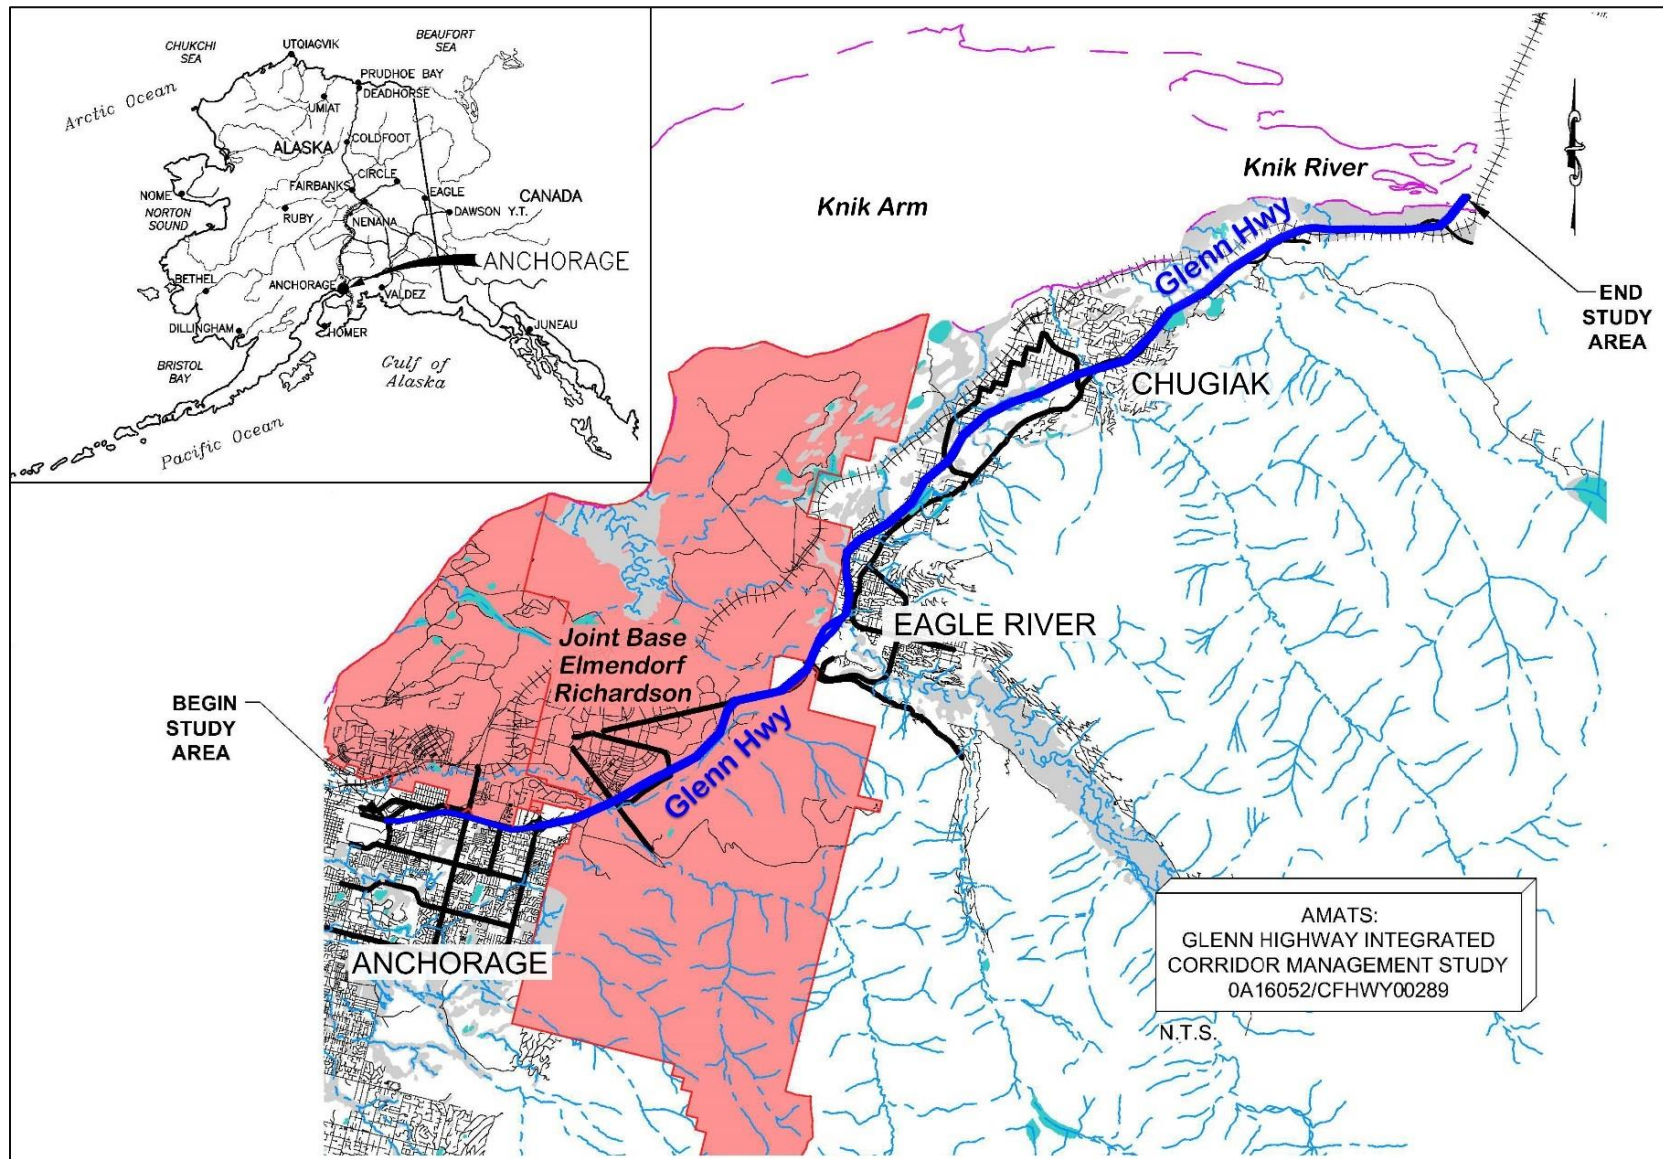 CHUKCHI
SEA
UTQIAGVIK
BEAUFORT
SEA
PRUDHOE BAY
DEADHORSE
Arctic Ocean
UMIAT
COLDFOOT
ALASKA
CIRCLE
FAIRBANKS
EAGLE
CANADA
NOME
NORTON
SOUND
RUBY
NENANA
DAWSON Y.T.
ANCHORAGE
BETHEL
ANCHORAGE
VALDEZ
DILLINGHAM
HOMER
JUNEAU
BRISTOL
BAY
Gulf of
Alaska
Pacific Ocean
Knik River
Knik Arm
Glenn Hwy
END
STUDY
AREA
CHUGIAK
EAGLE RIVER
Joint Base
Elmendorf
Richardson
BEGIN
STUDY
AREA
Glenn Hwy
ANCHORAGE
AMATS:
GLENN HIGHWAY INTEGRATED
CORRIDOR MANAGEMENT STUDY
0A16052/CFHWY00289
N.T.S.